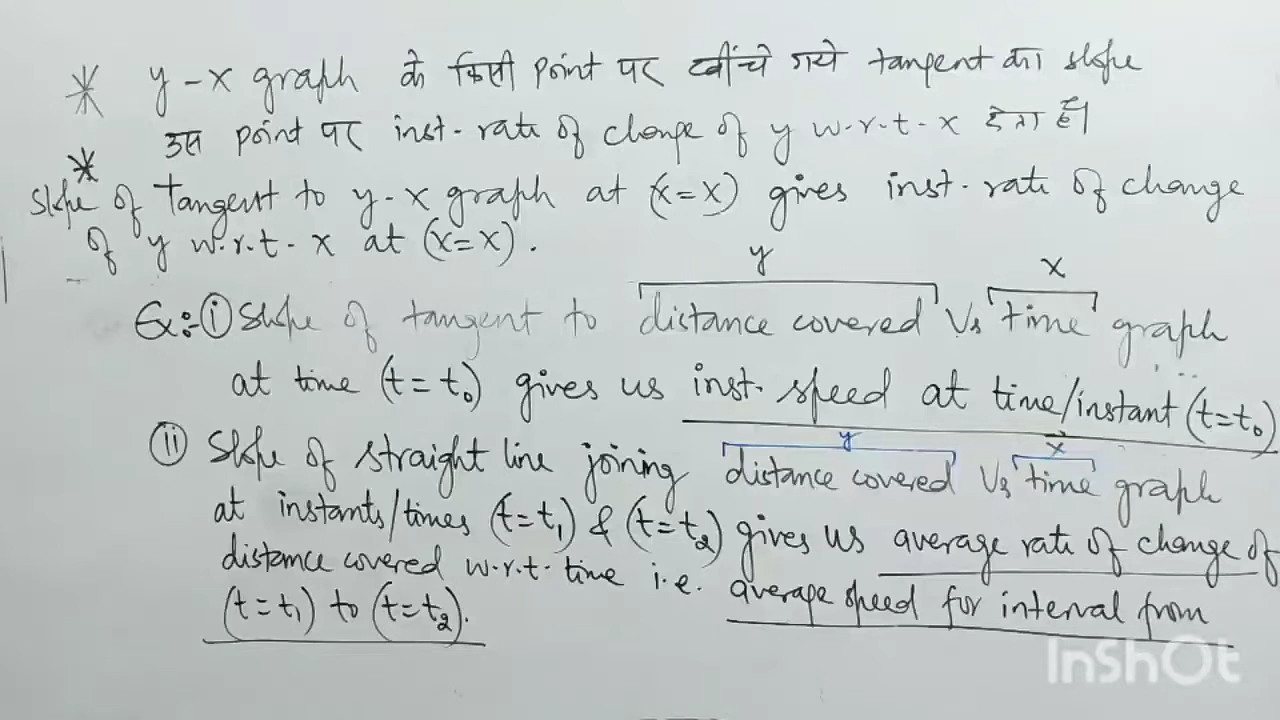 * y-x graph के किसी point पर खींचे गये tangent का slope
उस point पर inst. rate of change of y w.r.t. x देता है।
* Slope of Tangent to y-x graph at (x=x) gives inst. rate of change
of y w.r.t. x at (x=x).
y x
Ex:- (i) Slope of tangent to distance covered Vs time graph
at time (t=t₀) gives us inst. speed at time/instant (t=t₀)
y x
(ii) Slope of straight line joining distance covered Vs time graph
at instants/times (t=t₁) & (t=t₂) gives us average rate of change of
distance covered w.r.t. time i.e. average speed for interval from
(t=t₁) to (t=t₂).
InShOt